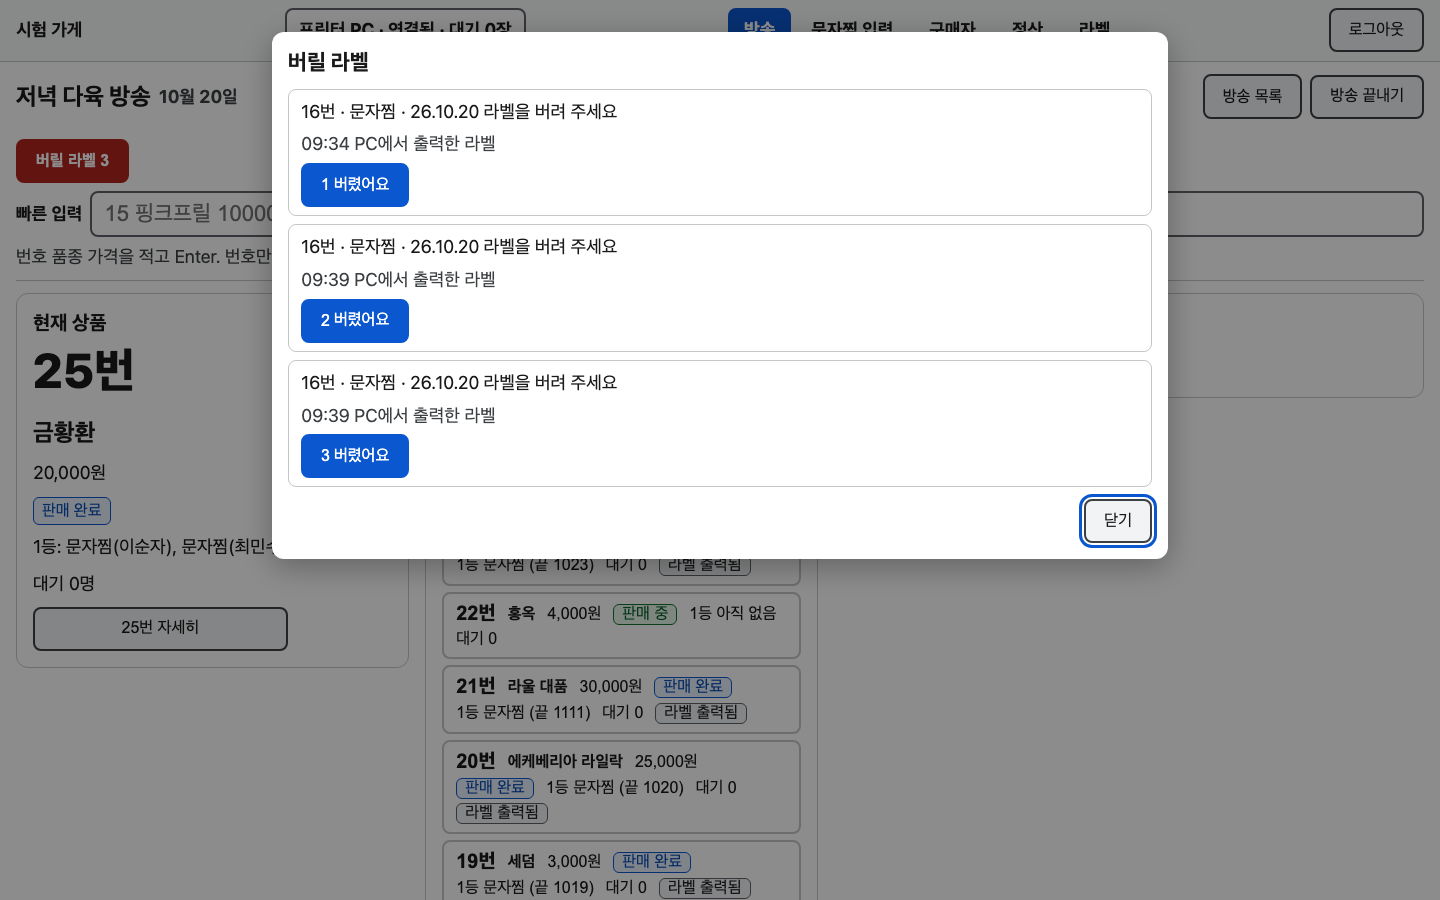 시험 가게
프린터 PC · 연결됨 · 대기 0장
방송 문자찜 입력 구매자 정산 라벨
로그아웃
저녁 다육 방송 10월 20일
방송 목록
방송 끝내기
버릴 라벨 3
빠른 입력
15 핑크프릴 10000
번호 품종 가격을 적고 Enter. 번호만
현재 상품
25번
금황환
20,000원
판매 완료
1등: 문자찜(이순자), 문자찜(최민수
대기 0명
25번 자세히
버릴 라벨
16번 · 문자찜 · 26.10.20 라벨을 버려 주세요
09:34 PC에서 출력한 라벨
1 버렸어요
16번 · 문자찜 · 26.10.20 라벨을 버려 주세요
09:39 PC에서 출력한 라벨
2 버렸어요
16번 · 문자찜 · 26.10.20 라벨을 버려 주세요
09:39 PC에서 출력한 라벨
3 버렸어요
닫기
1등 문자찜 (끝 1023) 대기 0 라벨 출력됨
22번 홍옥 4,000원 판매 중 1등 아직 없음
대기 0
21번 라울 대품 30,000원 판매 완료
1등 문자찜 (끝 1111) 대기 0 라벨 출력됨
20번 에케베리아 라일락 25,000원
판매 완료 1등 문자찜 (끝 1020) 대기 0
라벨 출력됨
19번 세덤 3,000원 판매 완료
1등 문자찜 (끝 1019) 대기 0 라벨 출력됨